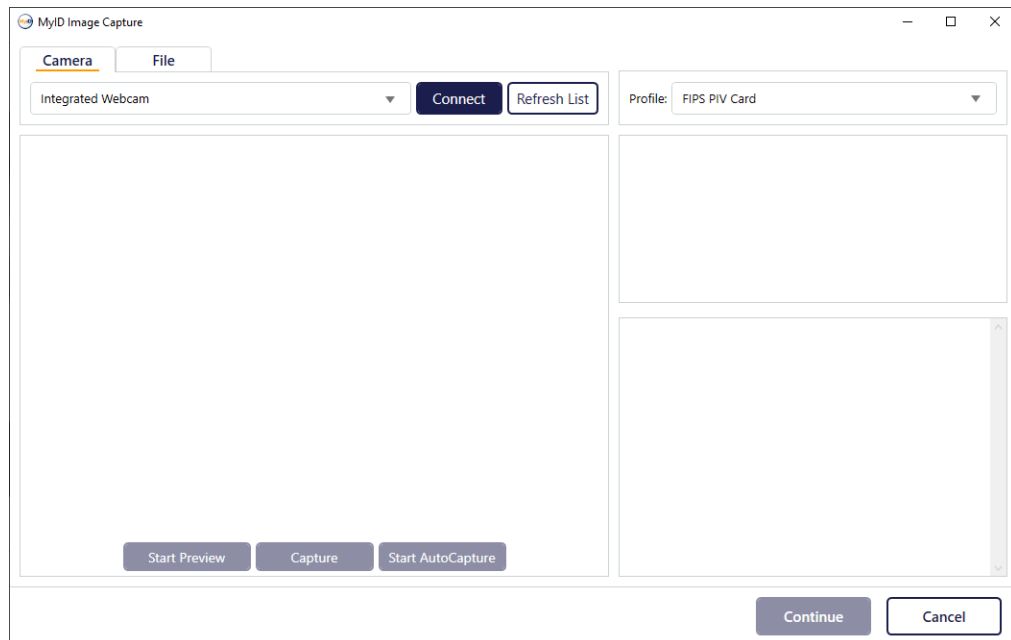 MyID Image Capture
Camera File
Integrated Webcam Connect Refresh List Profile: FIPS PIV Card
Start Preview Capture Start AutoCapture
Continue Cancel